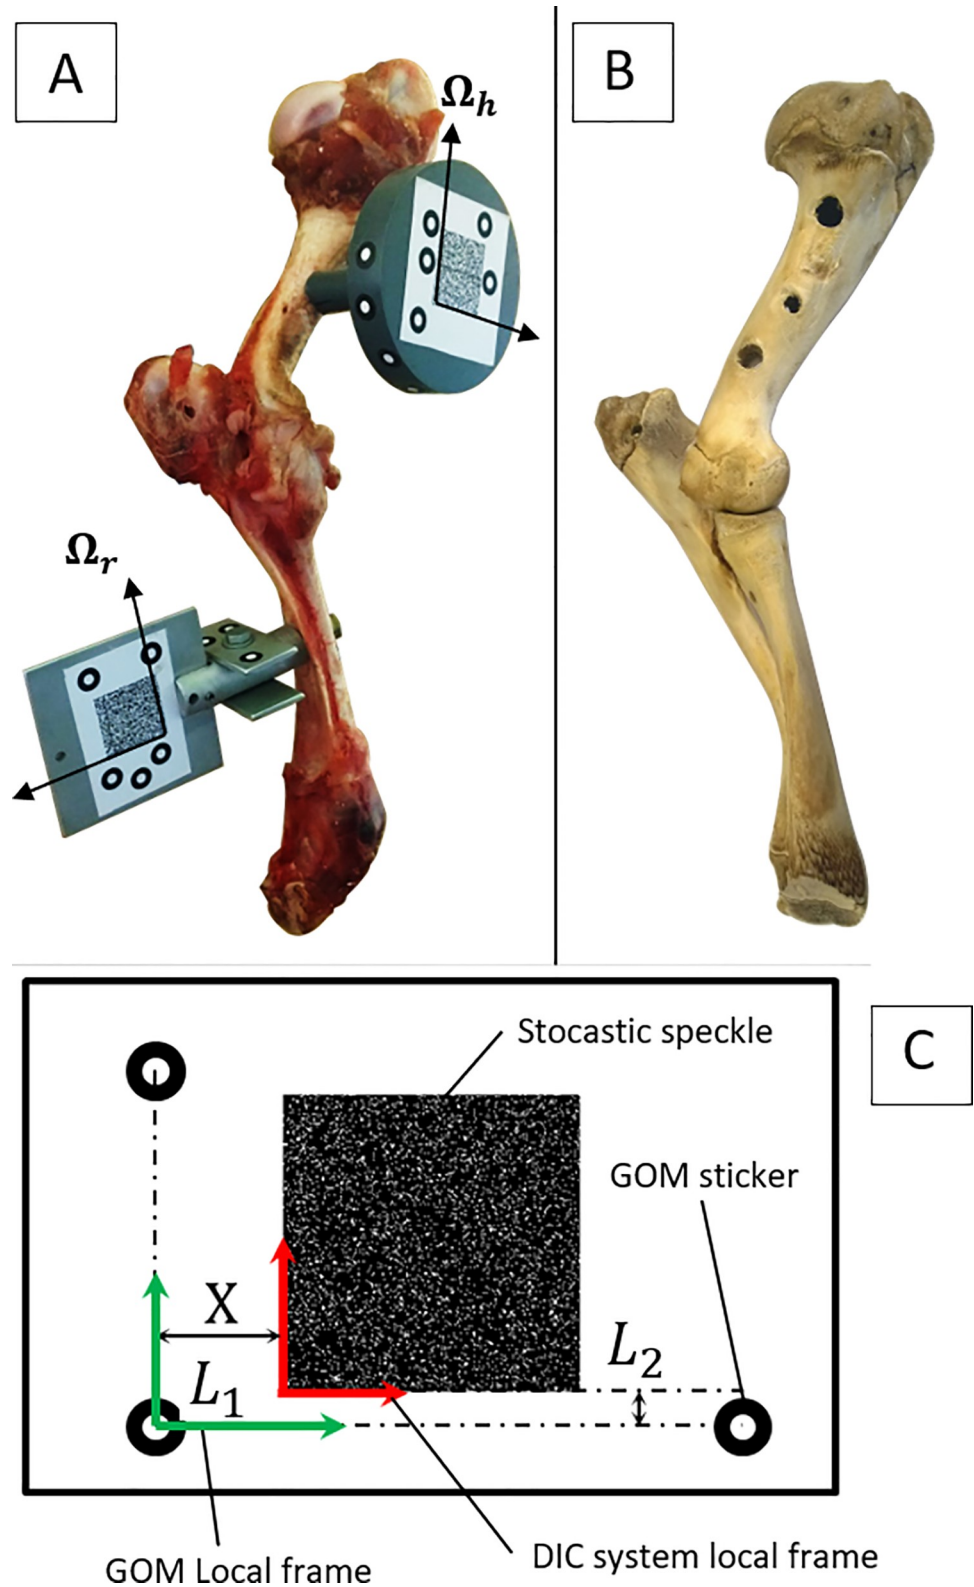 A
B
Ωh
Ωr
C
Stocastic speckle
GOM sticker
X
L2
L1
DIC system local frame
GOM Local frame